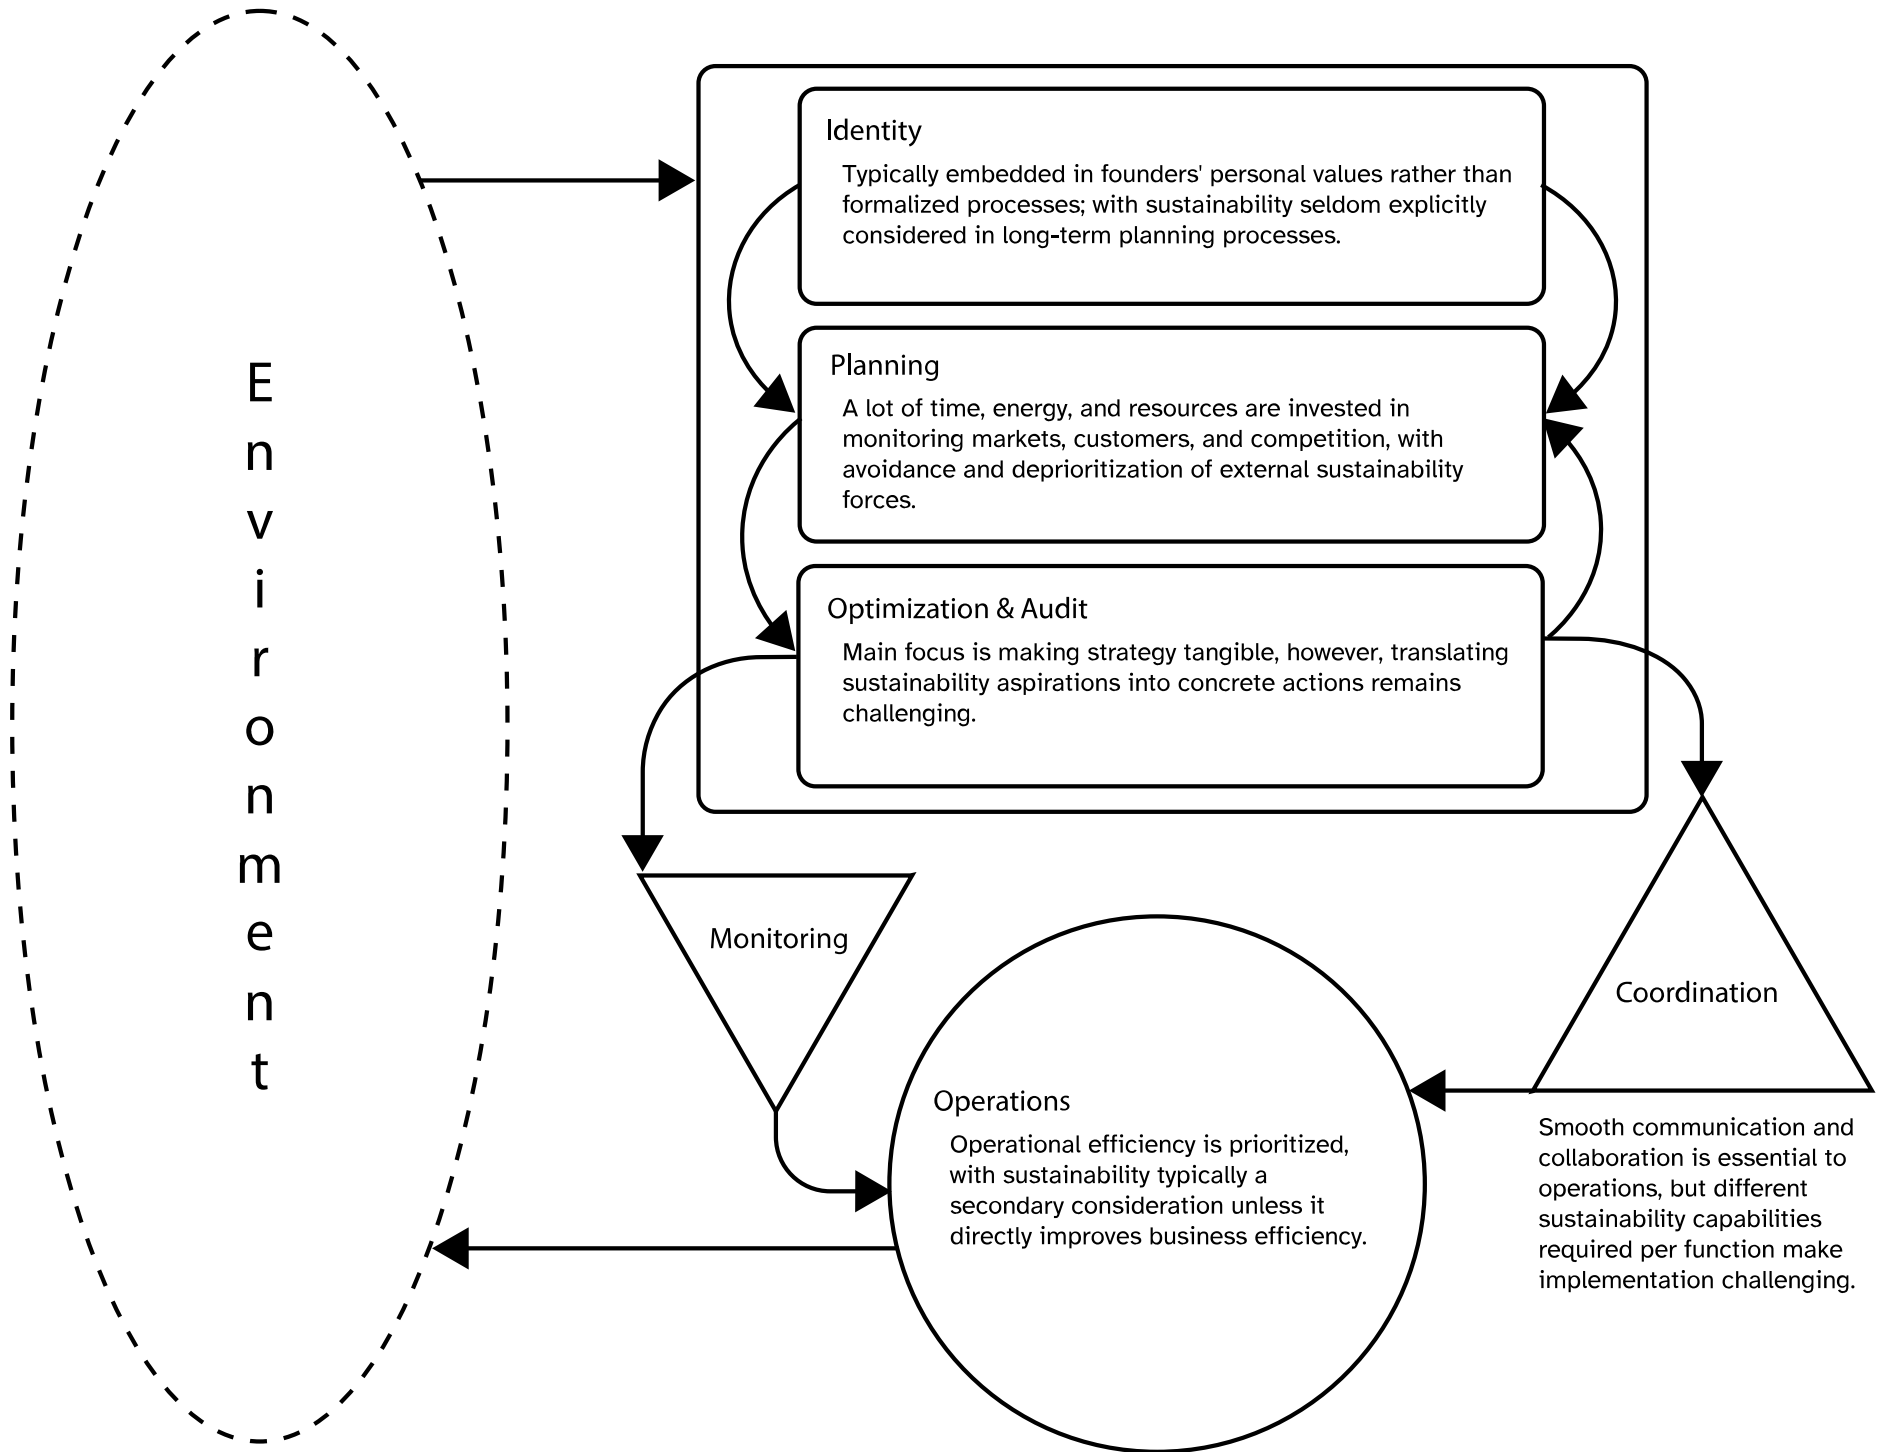 Environment
Identity
Typically embedded in founders' personal values rather than
formalized processes; with sustainability seldom explicitly
considered in long-term planning processes.
Planning
A lot of time, energy, and resources are invested in
monitoring markets, customers, and competition, with
avoidance and deprioritization of external sustainability
forces.
Optimization & Audit
Main focus is making strategy tangible, however, translating
sustainability aspirations into concrete actions remains
challenging.
Monitoring
Coordination
Operations
Operational efficiency is prioritized,
with sustainability typically a
secondary consideration unless it
directly improves business efficiency.
Smooth communication and
collaboration is essential to
operations, but different
sustainability capabilities
required per function make
implementation challenging.